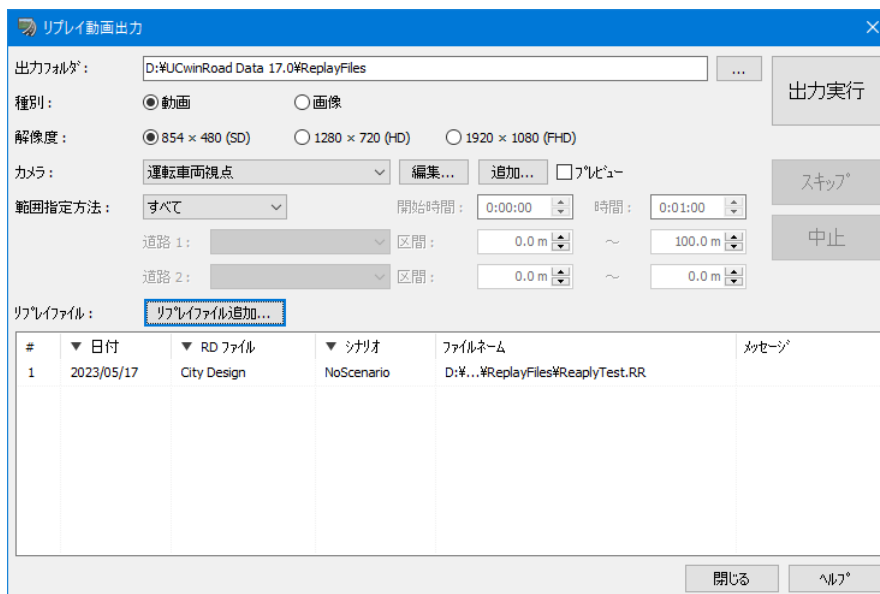 リプレイ動画出力
出力フォルダ： D:¥UCwinRoad Data 17.0¥ReplayFiles ... 出力実行
種別： 動画 画像
解像度： 854 × 480 (SD) 1280 × 720 (HD) 1920 × 1080 (FHD)
カメラ： 運転車両視点 編集... 追加... プレビュー スキップ
範囲指定方法： すべて 開始時間： 0:00:00 時間： 0:01:00
道路 1： 区間： 0.0 m ～ 100.0 m 中止
道路 2： 区間： 0.0 m ～ 0.0 m
リプレイファイル： リプレイファイル追加...
# ▼ 日付 ▼ RD ファイル ▼ シナリオ ファイルネーム メッセージ
1 2023/05/17 City Design NoScenario D:¥...¥ReplayFiles¥ReaplyTest.RR
閉じる ヘルプ